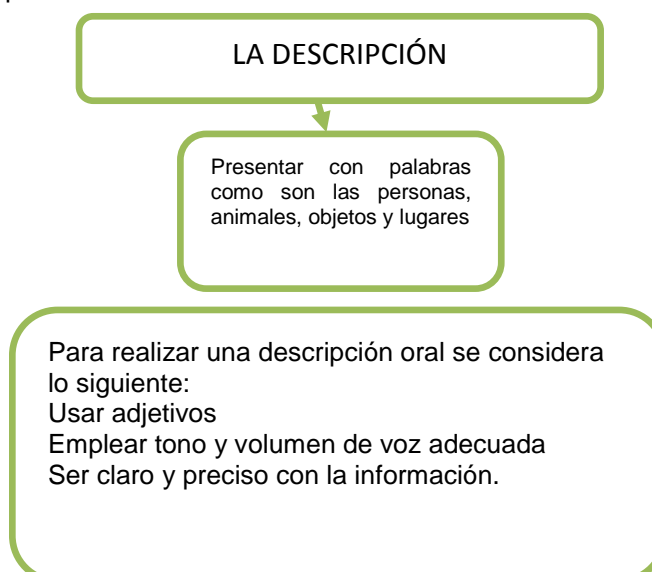 LA DESCRIPCIÓN
Presentar con palabras
como son las personas,
animales, objetos y lugares
Para realizar una descripción oral se considera
lo siguiente:
Usar adjetivos
Emplear tono y volumen de voz adecuada
Ser claro y preciso con la información.